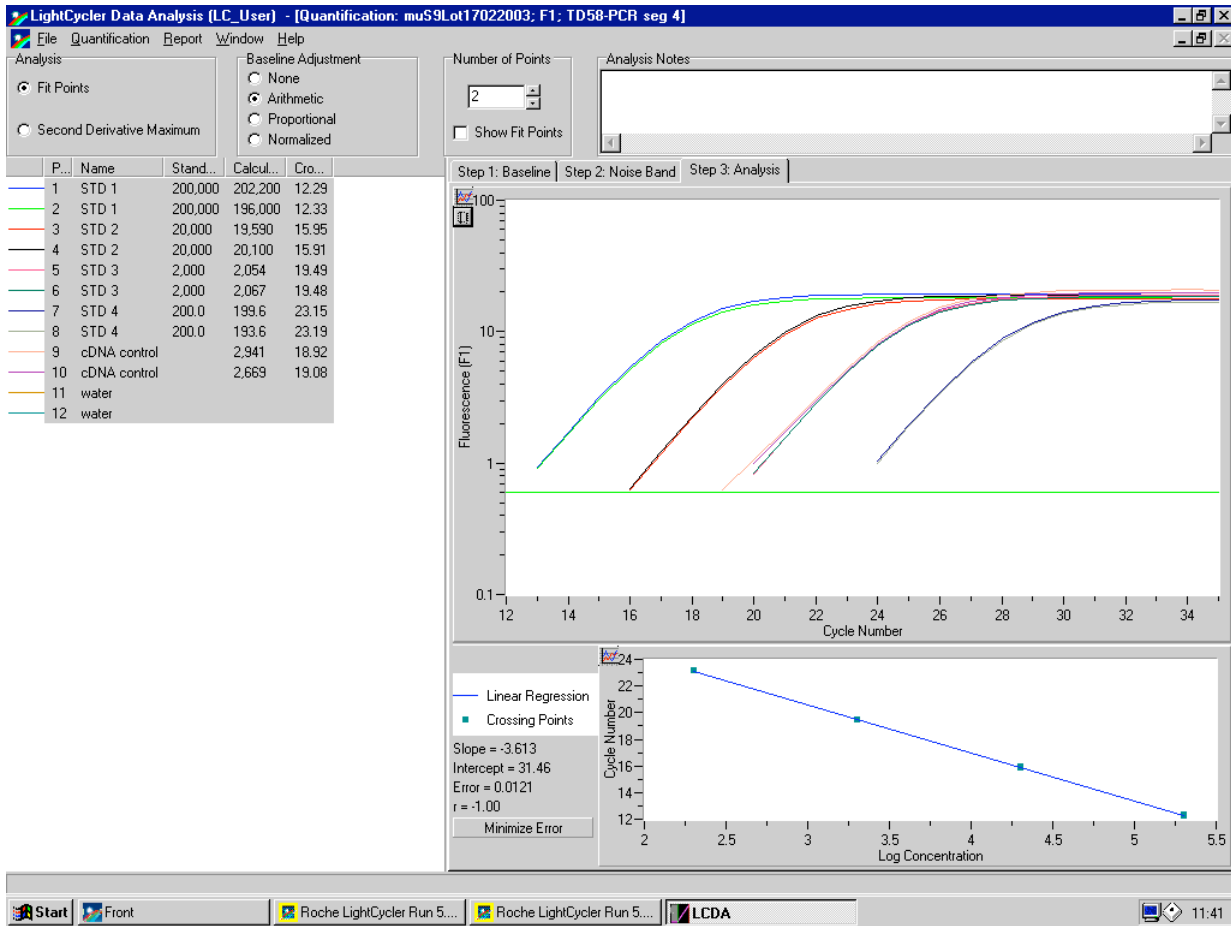 LightCycler Data Analysis (LC_User) - [Quantification: muS9Lot17022003; F1; TD58-PCR seg 4]
File Quantification Report Window Help
Analysis
Fit Points
Second Derivative Maximum
Baseline Adjustment
None
Arithmetic
Proportional
Normalized
Number of Points
2
Show Fit Points
Analysis Notes
P... Name Stand... Calcul... Cro...
1 STD 1 200,000 202,200 12.29
2 STD 1 200,000 196,000 12.33
3 STD 2 20,000 19,590 15.95
4 STD 2 20,000 20,100 15.91
5 STD 3 2,000 2,054 19.49
6 STD 3 2,000 2,067 19.48
7 STD 4 200.0 199.6 23.15
8 STD 4 200.0 193.6 23.19
9 cDNA control 2,941 18.92
10 cDNA control 2,669 19.08
11 water
12 water
Step 1: Baseline Step 2: Noise Band Step 3: Analysis
Fluorescence (F1)
100
10
1
0.1
12 14 16 18 20 22 24 26 28 30 32 34
Cycle Number
Linear Regression
Crossing Points
Slope = -3.613
Intercept = 31.46
Error = 0.0121
r = -1.00
Minimize Error
Cycle Number
24
22
20
18
16
14
12
2 2.5 3 3.5 4 4.5 5 5.5
Log Concentration
Start Front Roche LightCycler Run 5.... Roche LightCycler Run 5.... LCDA 11:41